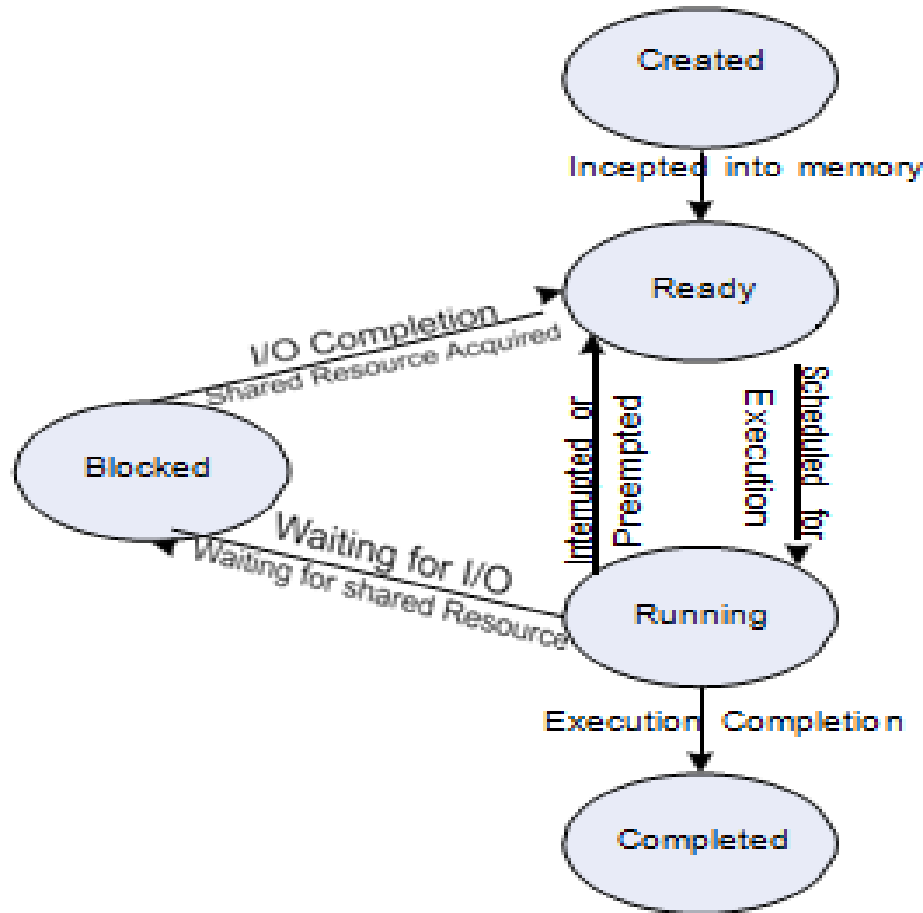 Created
Incepted into memory
Ready
I/O Completion
Shared Resource Acquired
Interrupted or
Preempted
Scheduled for
Execution
Blocked
Waiting for I/O
Waiting for shared Resource
Running
Execution Completion
Completed